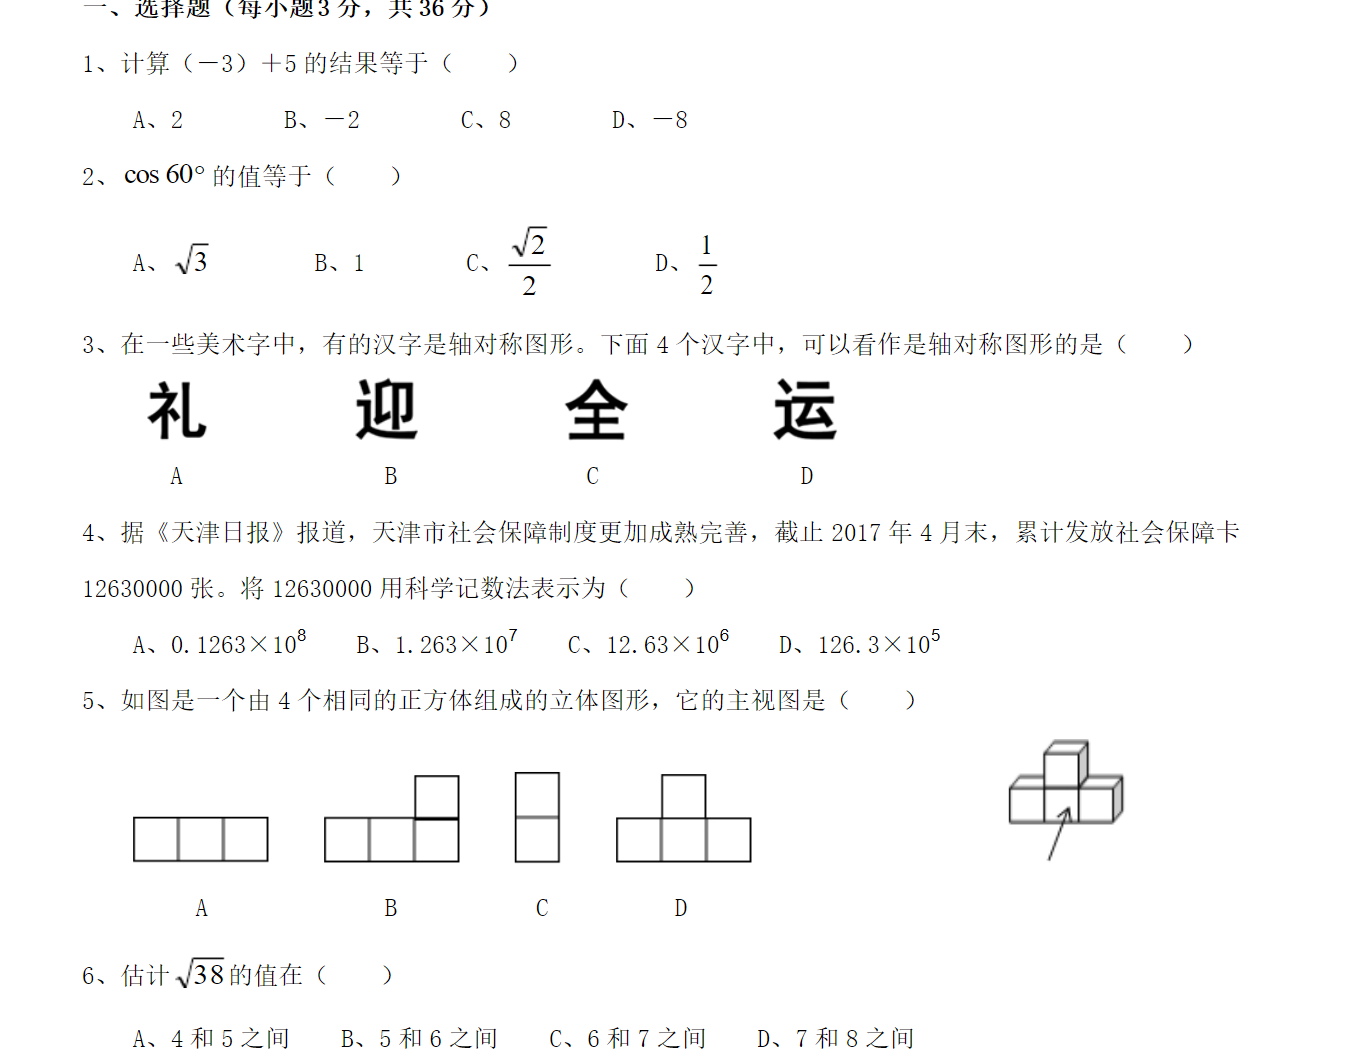 一、选择题（每小题3分，共36分）
1、计算（－3）＋5的结果等于（　　）
A、2　　B、－2　　C、8　　D、－8
2、cos 60°的值等于（　　）
A、√3　　B、1　　C、√2/2　　D、1/2
3、在一些美术字中，有的汉字是轴对称图形。下面4个汉字中，可以看作是轴对称图形的是（　　）
礼　　迎　　全　　运
A　　B　　C　　D
4、据《天津日报》报道，天津市社会保障制度更加成熟完善，截止2017年4月末，累计发放社会保障卡
12630000张。将12630000用科学记数法表示为（　　）
A、0.1263×10⁸　　B、1.263×10⁷　　C、12.63×10⁶　　D、126.3×10⁵
5、如图是一个由4个相同的正方体组成的立体图形，它的主视图是（　　）
A　　B　　C　　D
6、估计√38的值在（　　）
A、4和5之间　　B、5和6之间　　C、6和7之间　　D、7和8之间